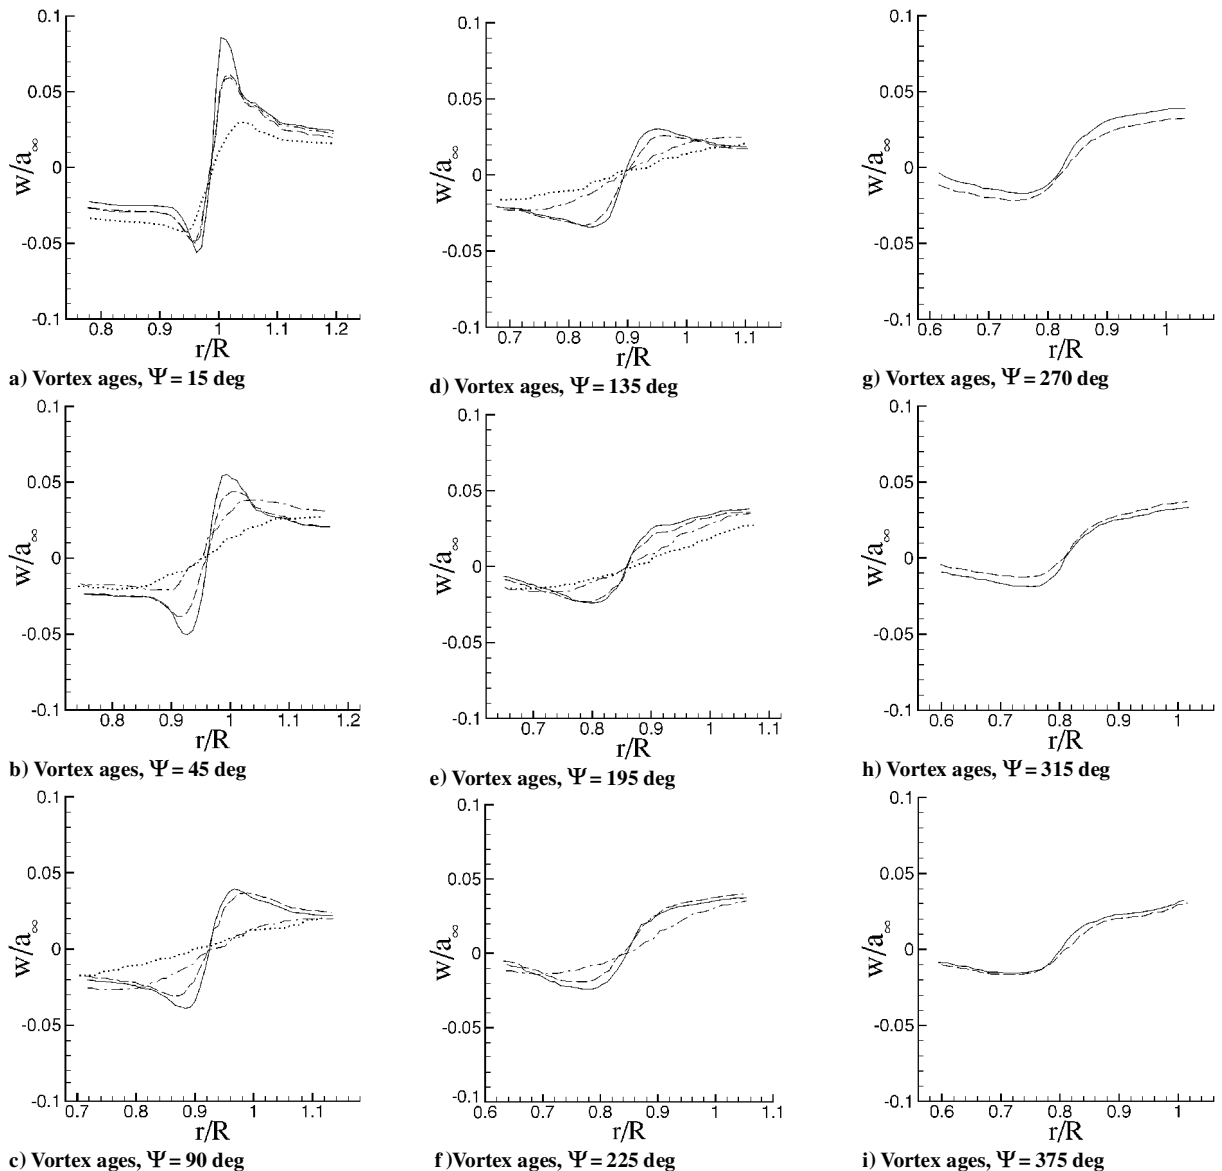 0.1
0.05
0
-0.05
-0.1
w/a∞
0.8 0.9 1 1.1 1.2
r/R
a) Vortex ages, Ψ = 15 deg
0.1
0.05
0
-0.05
-0.1
w/a∞
0.8 0.9 1 1.1 1.2
r/R
b) Vortex ages, Ψ = 45 deg
0.1
0.05
0
-0.05
-0.1
w/a∞
0.7 0.8 0.9 1 1.1
r/R
c) Vortex ages, Ψ = 90 deg
0.1
0.05
0
-0.05
-0.1
w/a∞
0.7 0.8 0.9 1 1.1
r/R
d) Vortex ages, Ψ = 135 deg
0.1
0.05
0
-0.05
-0.1
w/a∞
0.7 0.8 0.9 1 1.1
r/R
e) Vortex ages, Ψ = 195 deg
0.1
0.05
0
-0.05
-0.1
w/a∞
0.6 0.7 0.8 0.9 1 1.1
r/R
f )Vortex ages, Ψ = 225 deg
0.1
0.05
0
-0.05
-0.1
w/a∞
0.6 0.7 0.8 0.9 1
r/R
g) Vortex ages, Ψ = 270 deg
0.1
0.05
0
-0.05
-0.1
w/a∞
0.6 0.7 0.8 0.9 1
r/R
h) Vortex ages, Ψ = 315 deg
0.1
0.05
0
-0.05
-0.1
w/a∞
0.6 0.7 0.8 0.9 1
r/R
i) Vortex ages, Ψ = 375 deg